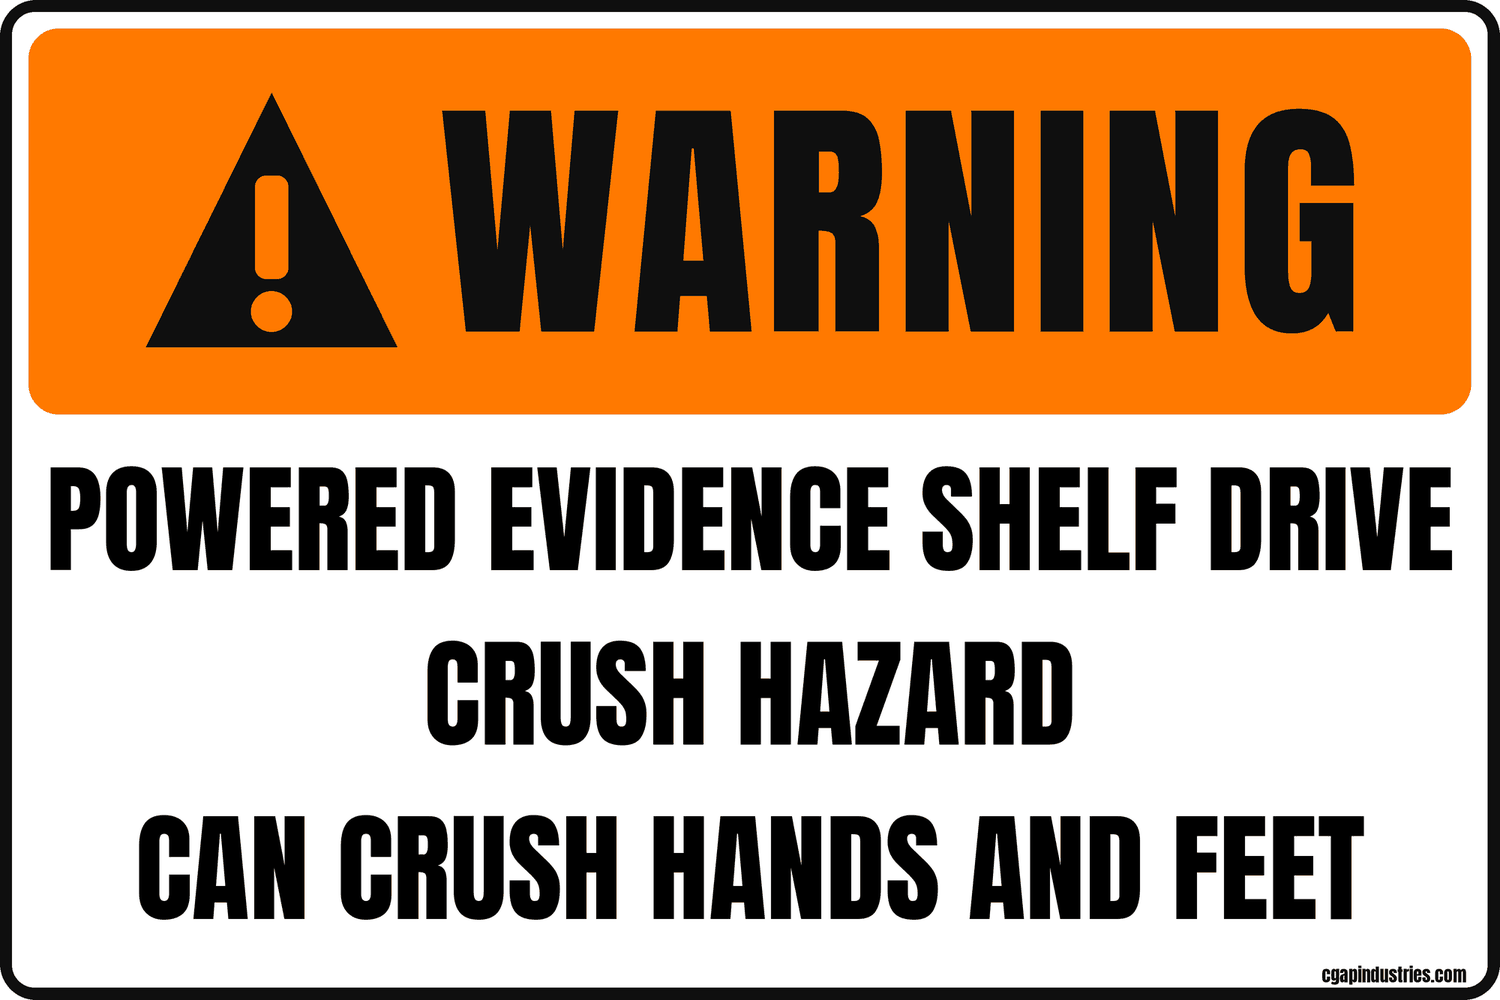 WARNING
POWERED EVIDENCE SHELF DRIVE
CRUSH HAZARD
CAN CRUSH HANDS AND FEET
cgapindustries.com